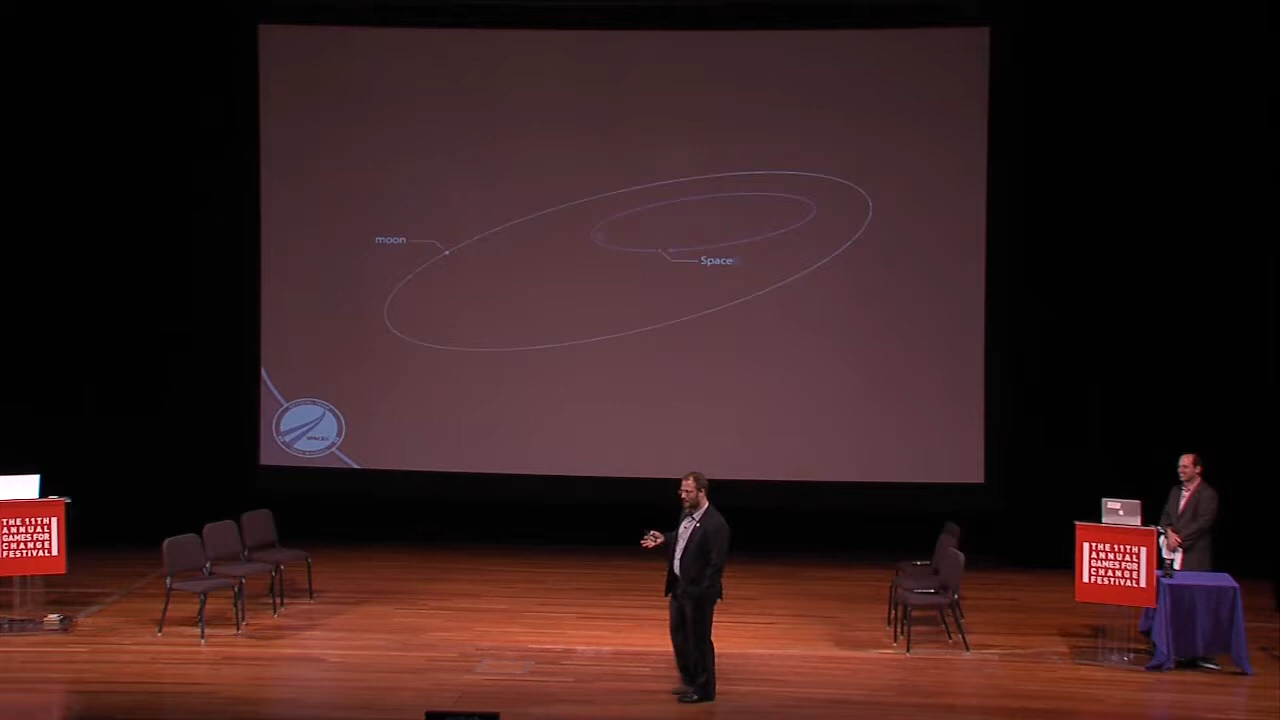 moon
Space
THE 11TH
ANNUAL
GAMES FOR
CHANGE
FESTIVAL
THE 11TH
ANNUAL
GAMES FOR
CHANGE
FESTIVAL